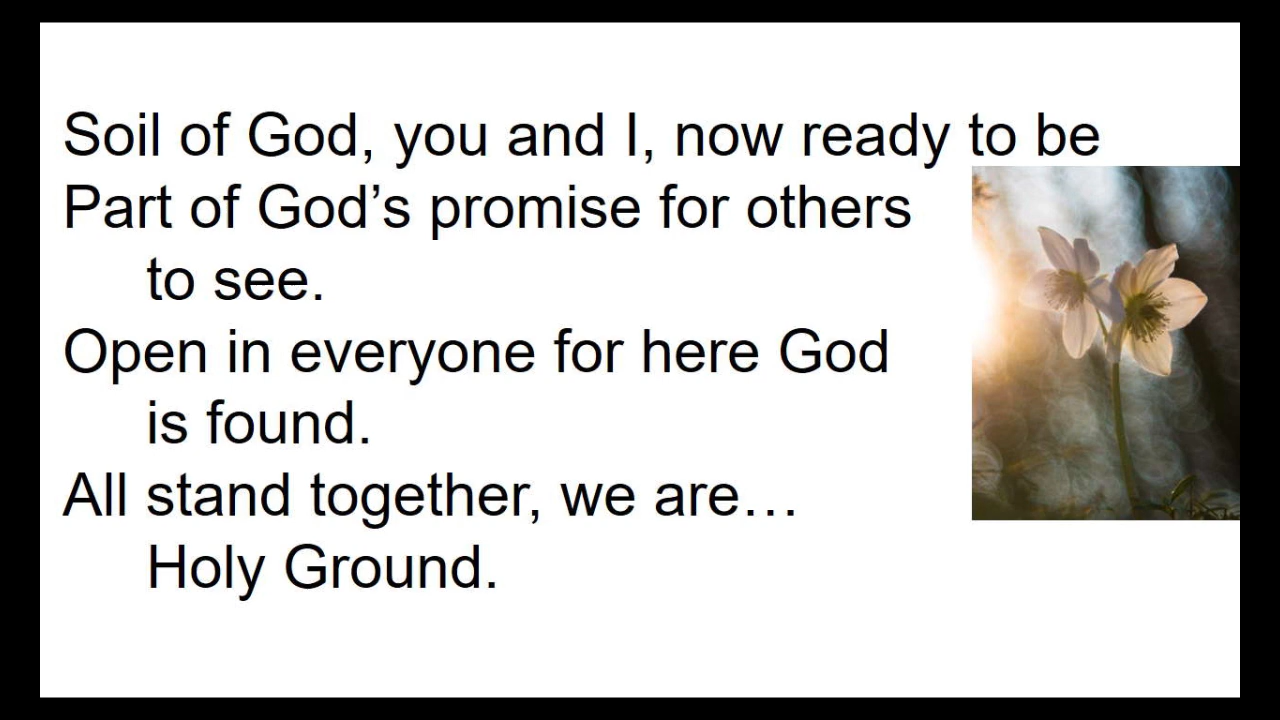 Soil of God, you and I, now ready to be
Part of God’s promise for others
to see.
Open in everyone for here God
is found.
All stand together, we are…
Holy Ground.